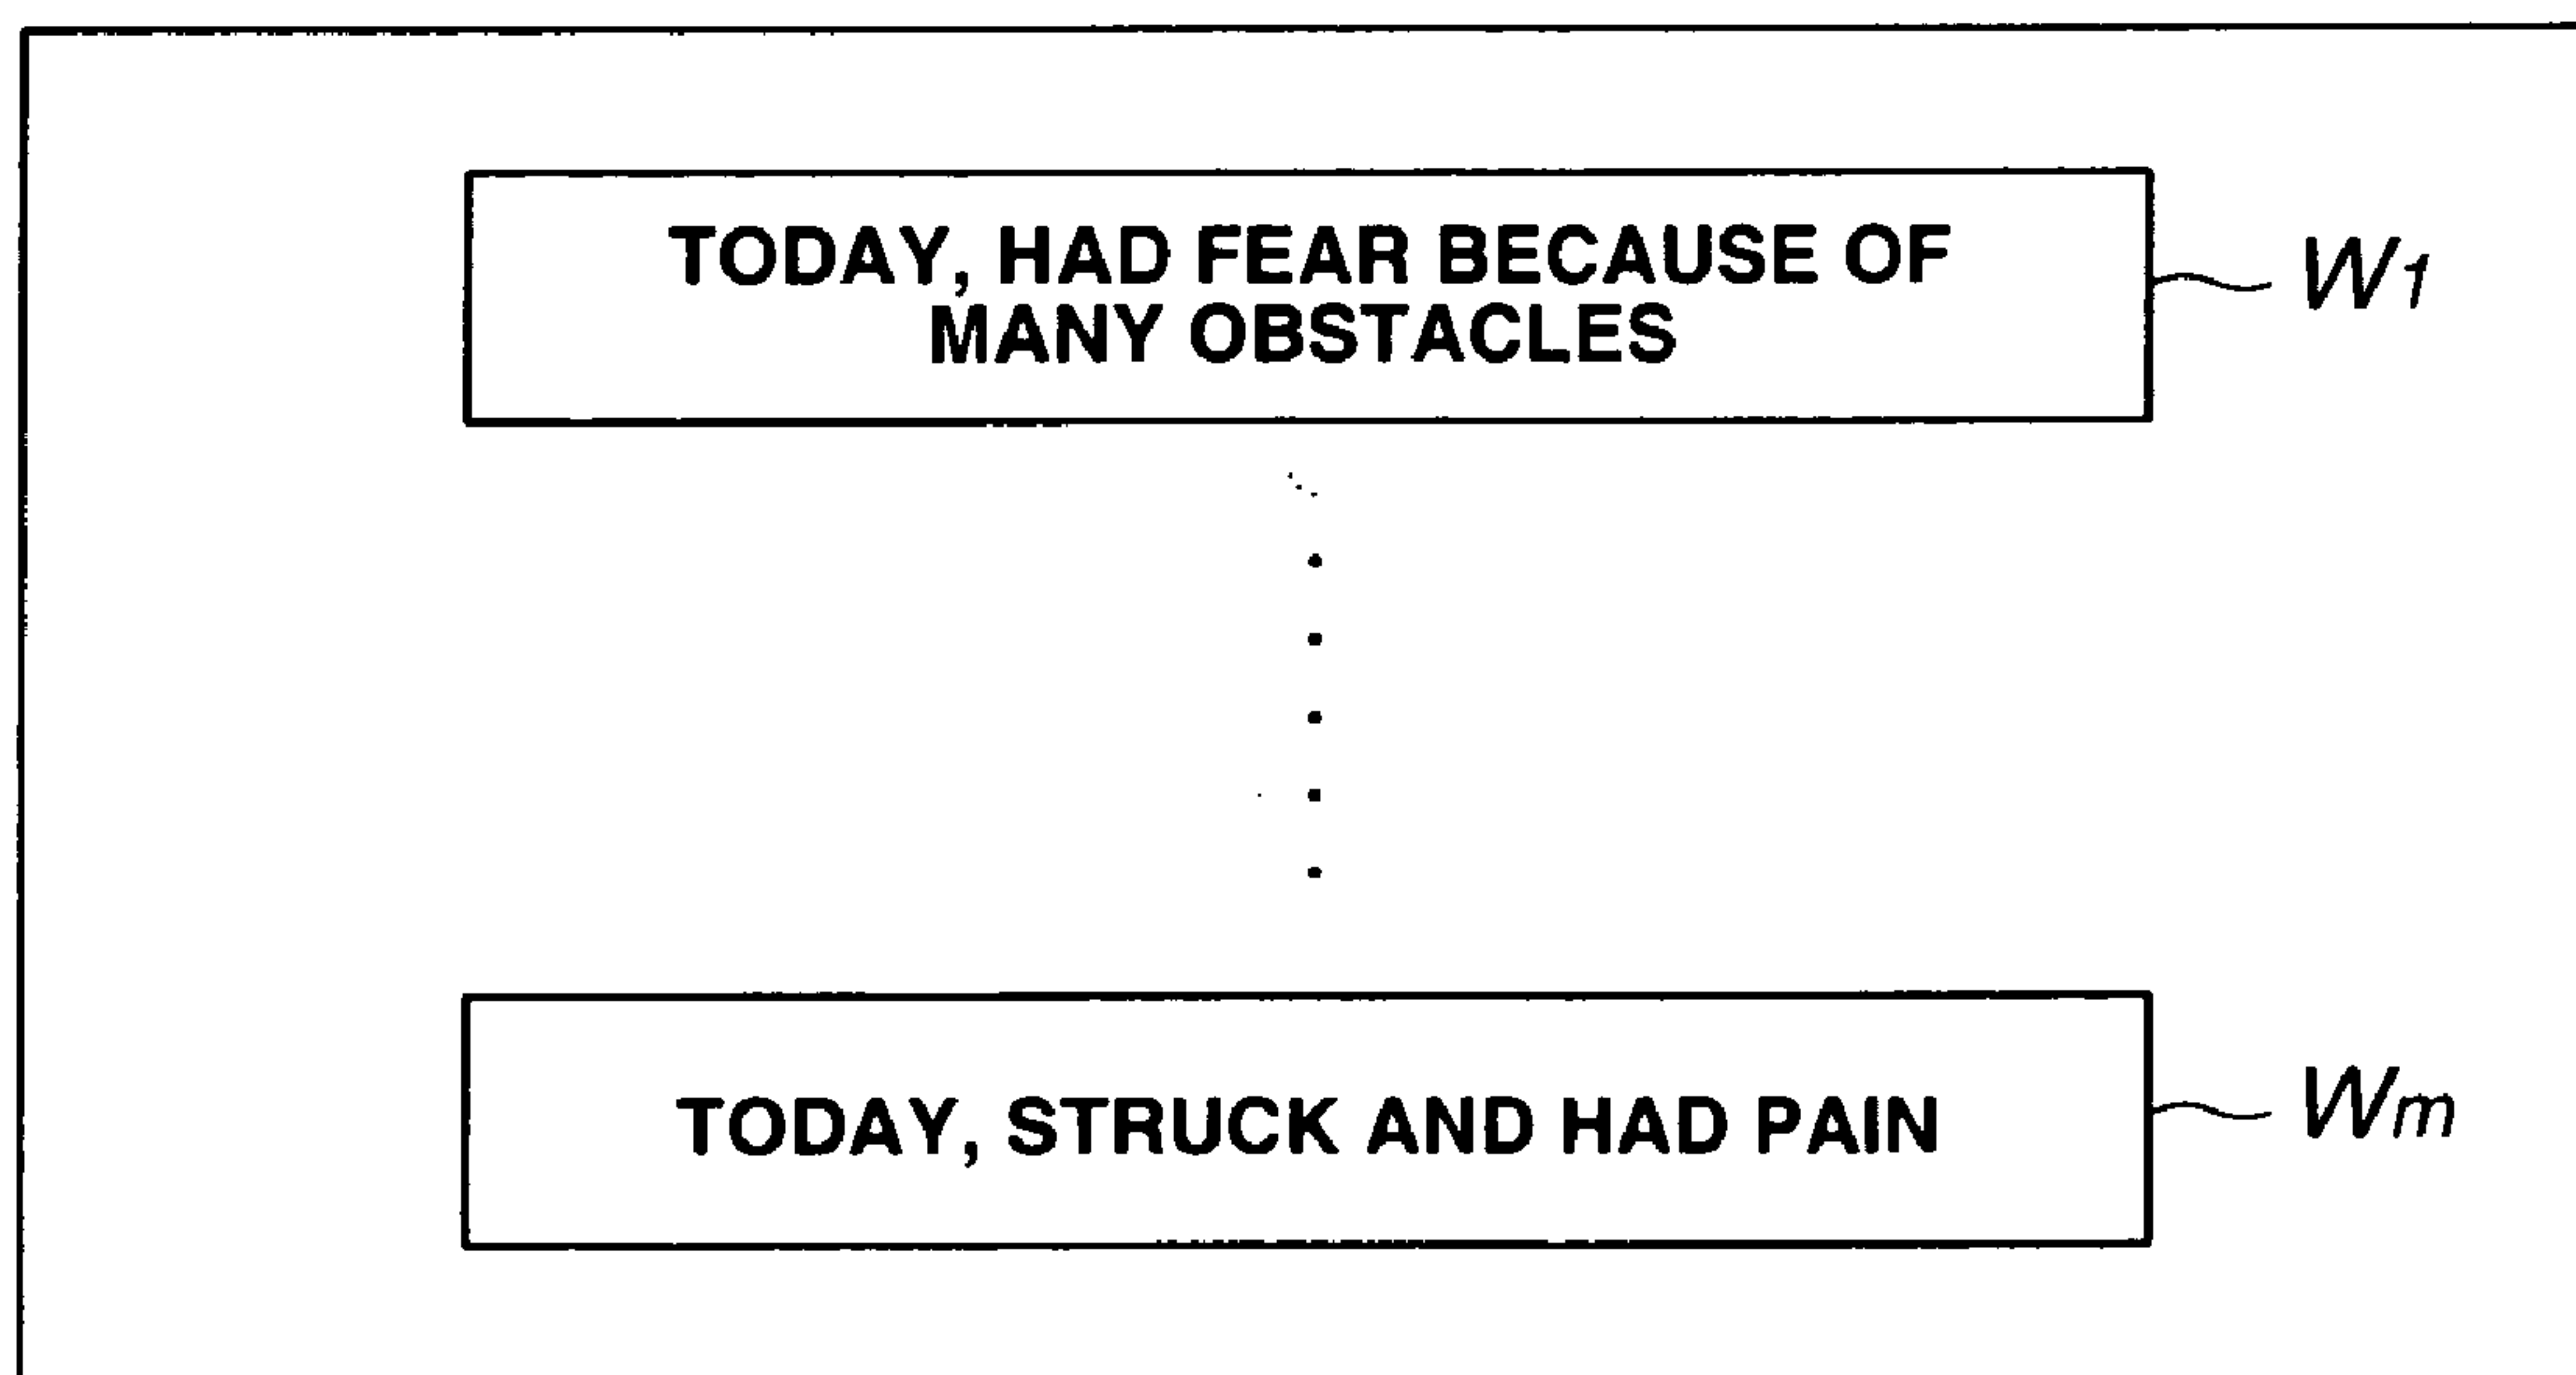 TODAY, HAD FEAR BECAUSE OF
MANY OBSTACLES
W1
TODAY, STRUCK AND HAD PAIN
Wm